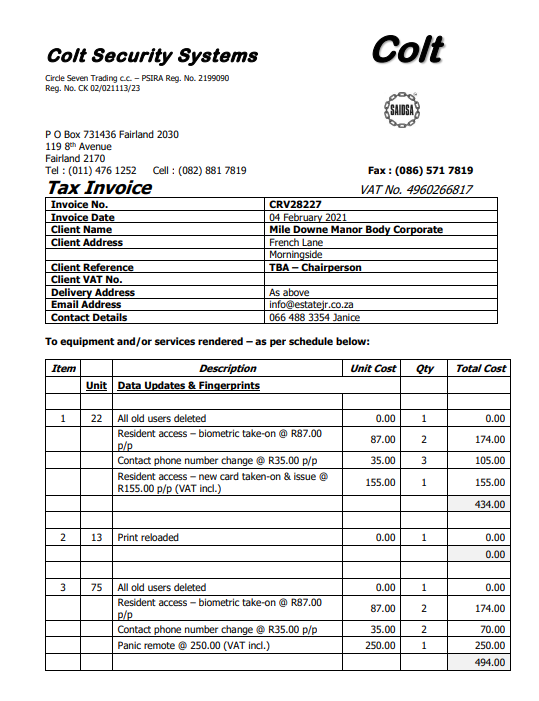 Colt Security Systems
Colt
Circle Seven Trading c.c. – PSIRA Reg. No. 2199090
Reg. No. CK 02/021113/23
SAIDSA
P O Box 731436 Fairland 2030
119 8th Avenue
Fairland 2170
Tel : (011) 476 1252 Cell : (082) 881 7819 Fax : (086) 571 7819
Tax Invoice VAT No. 4960266817
Invoice No. CRV28227
Invoice Date 04 February 2021
Client Name Mile Downe Manor Body Corporate
Client Address French Lane
Morningside
Client Reference TBA – Chairperson
Client VAT No.
Delivery Address As above
Email Address info@estatejr.co.za
Contact Details 066 488 3354 Janice
To equipment and/or services rendered – as per schedule below:
Item Description Unit Cost Qty Total Cost
Unit Data Updates & Fingerprints
1 22 All old users deleted 0.00 1 0.00
Resident access – biometric take-on @ R87.00
p/p 87.00 2 174.00
Contact phone number change @ R35.00 p/p 35.00 3 105.00
Resident access – new card taken-on & issue @
R155.00 p/p (VAT incl.) 155.00 1 155.00
434.00
2 13 Print reloaded 0.00 1 0.00
0.00
3 75 All old users deleted 0.00 1 0.00
Resident access – biometric take-on @ R87.00
p/p 87.00 2 174.00
Contact phone number change @ R35.00 p/p 35.00 2 70.00
Panic remote @ 250.00 (VAT incl.) 250.00 1 250.00
494.00